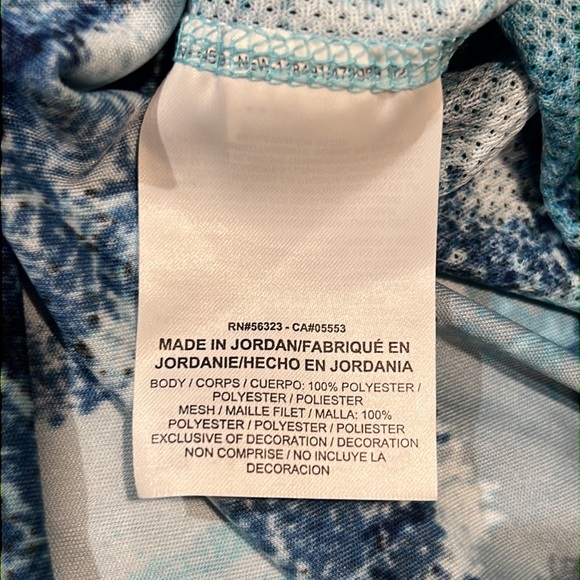 RN#56323 - CA#05553
MADE IN JORDAN/FABRIQUÉ EN
JORDANIE/HECHO EN JORDANIA
BODY / CORPS / CUERPO: 100% POLYESTER /
POLYESTER / POLIESTER
MESH / MAILLE FILET / MALLA: 100%
POLYESTER / POLYESTER / POLIESTER
EXCLUSIVE OF DECORATION / DECORATION
NON COMPRISE / NO INCLUYE LA
DECORACION